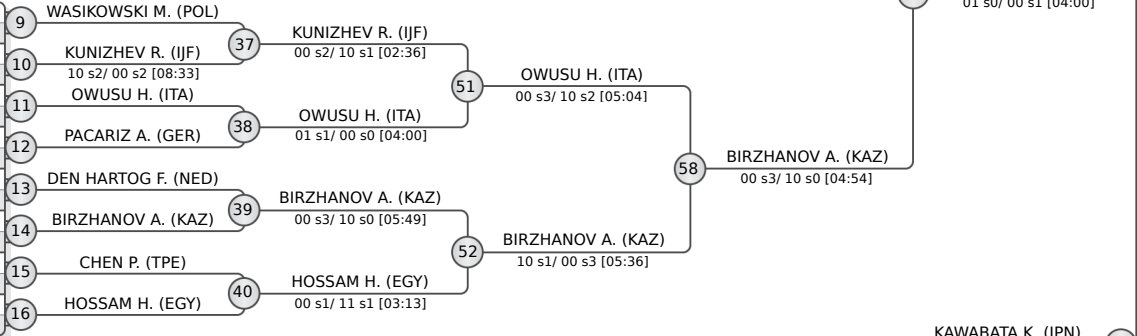 01 s0/ 00 s1 [04:00]
9
WASIKOWSKI M. (POL)
10
KUNIZHEV R. (IJF)
10 s2/ 00 s2 [08:33]
37
KUNIZHEV R. (IJF)
00 s2/ 10 s1 [02:36]
11
OWUSU H. (ITA)
12
PACARIZ A. (GER)
38
OWUSU H. (ITA)
01 s1/ 00 s0 [04:00]
51
OWUSU H. (ITA)
00 s3/ 10 s2 [05:04]
13
DEN HARTOG F. (NED)
14
BIRZHANOV A. (KAZ)
39
BIRZHANOV A. (KAZ)
00 s3/ 10 s0 [05:49]
15
CHEN P. (TPE)
16
HOSSAM H. (EGY)
40
HOSSAM H. (EGY)
00 s1/ 11 s1 [03:13]
52
BIRZHANOV A. (KAZ)
10 s1/ 00 s3 [05:36]
58
BIRZHANOV A. (KAZ)
00 s3/ 10 s0 [04:54]
KAWABATA K. (JPN)